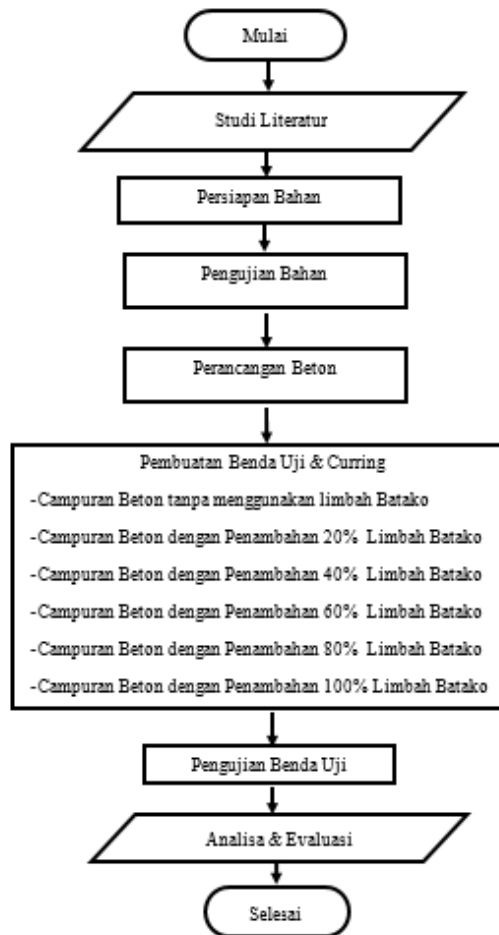 Mulai
Studi Literatur
Persiapan Bahan
Pengujian Bahan
Perancangan Beton
Pembuatan Benda Uji & Curring
-Campuran Beton tanpa menggunakan limbah Batako
-Campuran Beton dengan Penambahan 20% Limbah Batako
-Campuran Beton dengan Penambahan 40% Limbah Batako
-Campuran Beton dengan Penambahan 60% Limbah Batako
-Campuran Beton dengan Penambahan 80% Limbah Batako
-Campuran Beton dengan Penambahan 100% Limbah Batako
Pengujian Benda Uji
Analisa & Evaluasi
Selesai